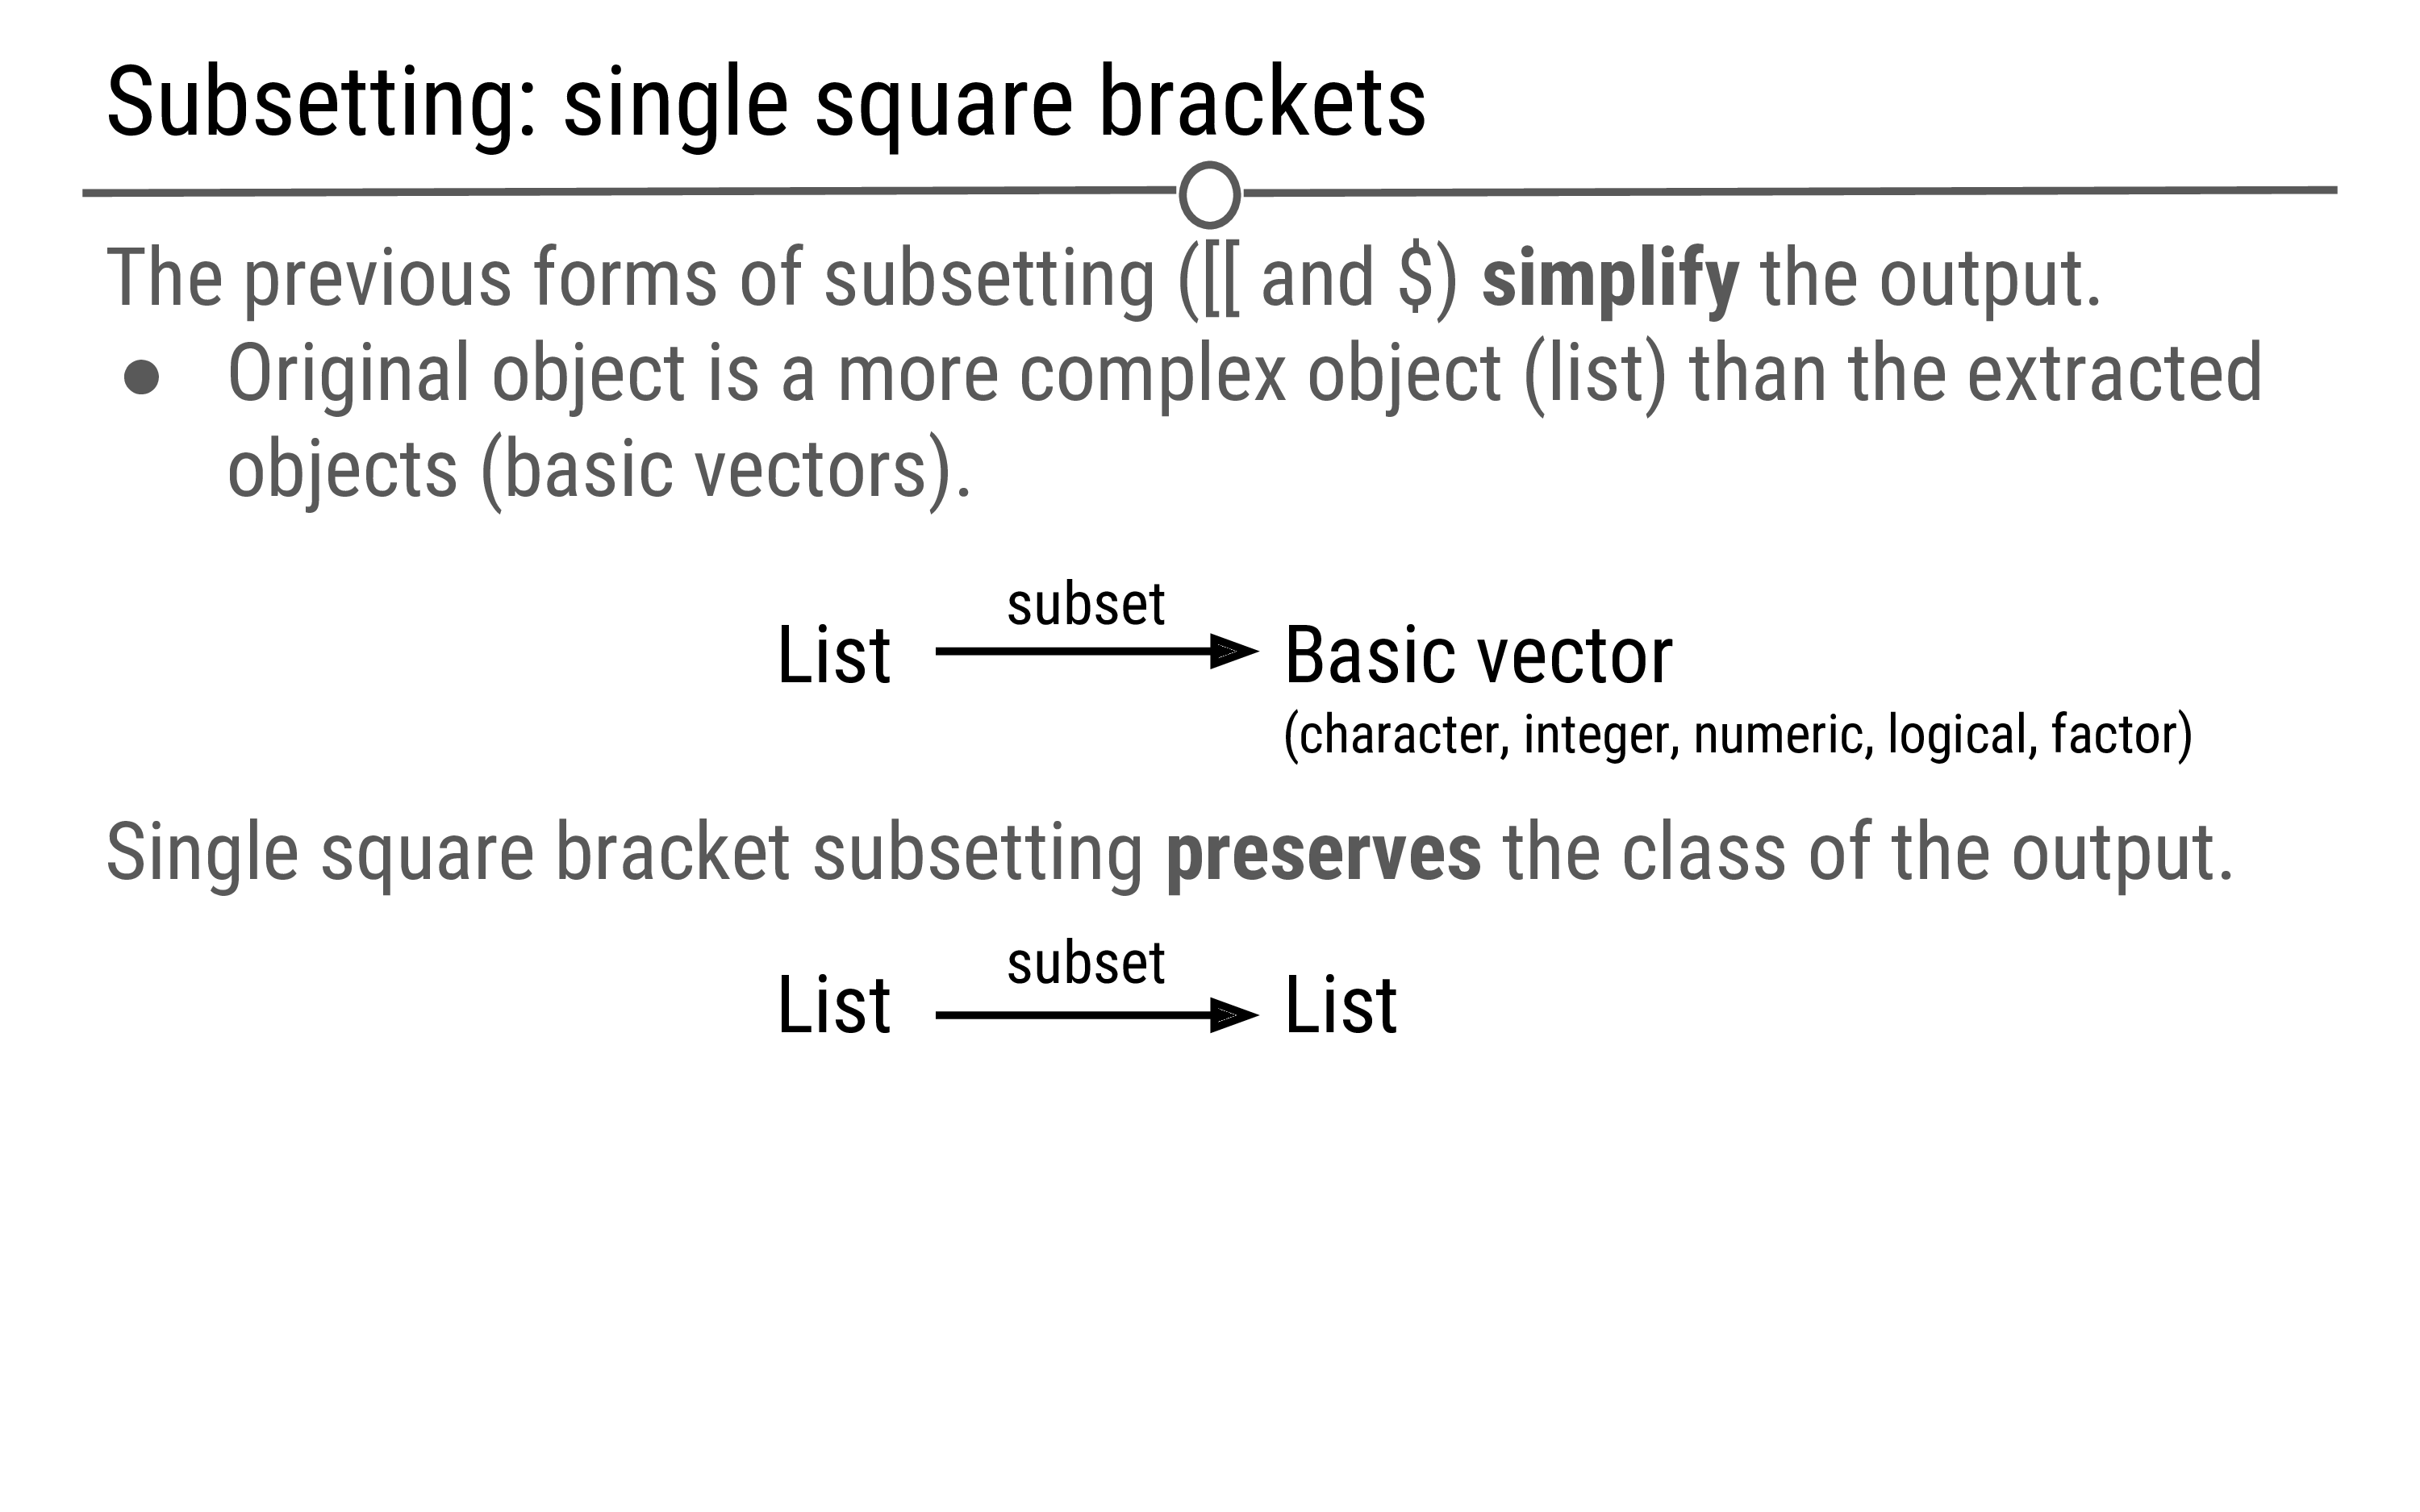 Subsetting: single square brackets
The previous forms of subsetting ([[ and $) simplify the output.
● Original object is a more complex object (list) than the extracted
objects (basic vectors).
subset
List Basic vector
(character, integer, numeric, logical, factor)
Single square bracket subsetting preserves the class of the output.
subset
List List